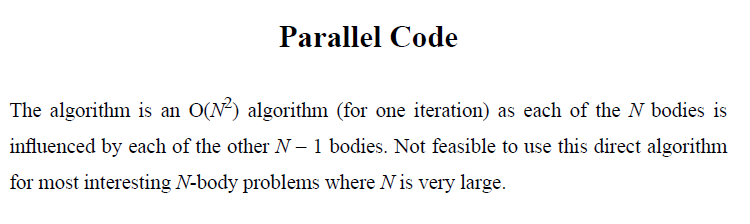 Parallel Code
The algorithm is an O(N²) algorithm (for one iteration) as each of the N bodies is
influenced by each of the other N – 1 bodies. Not feasible to use this direct algorithm
for most interesting N-body problems where N is very large.